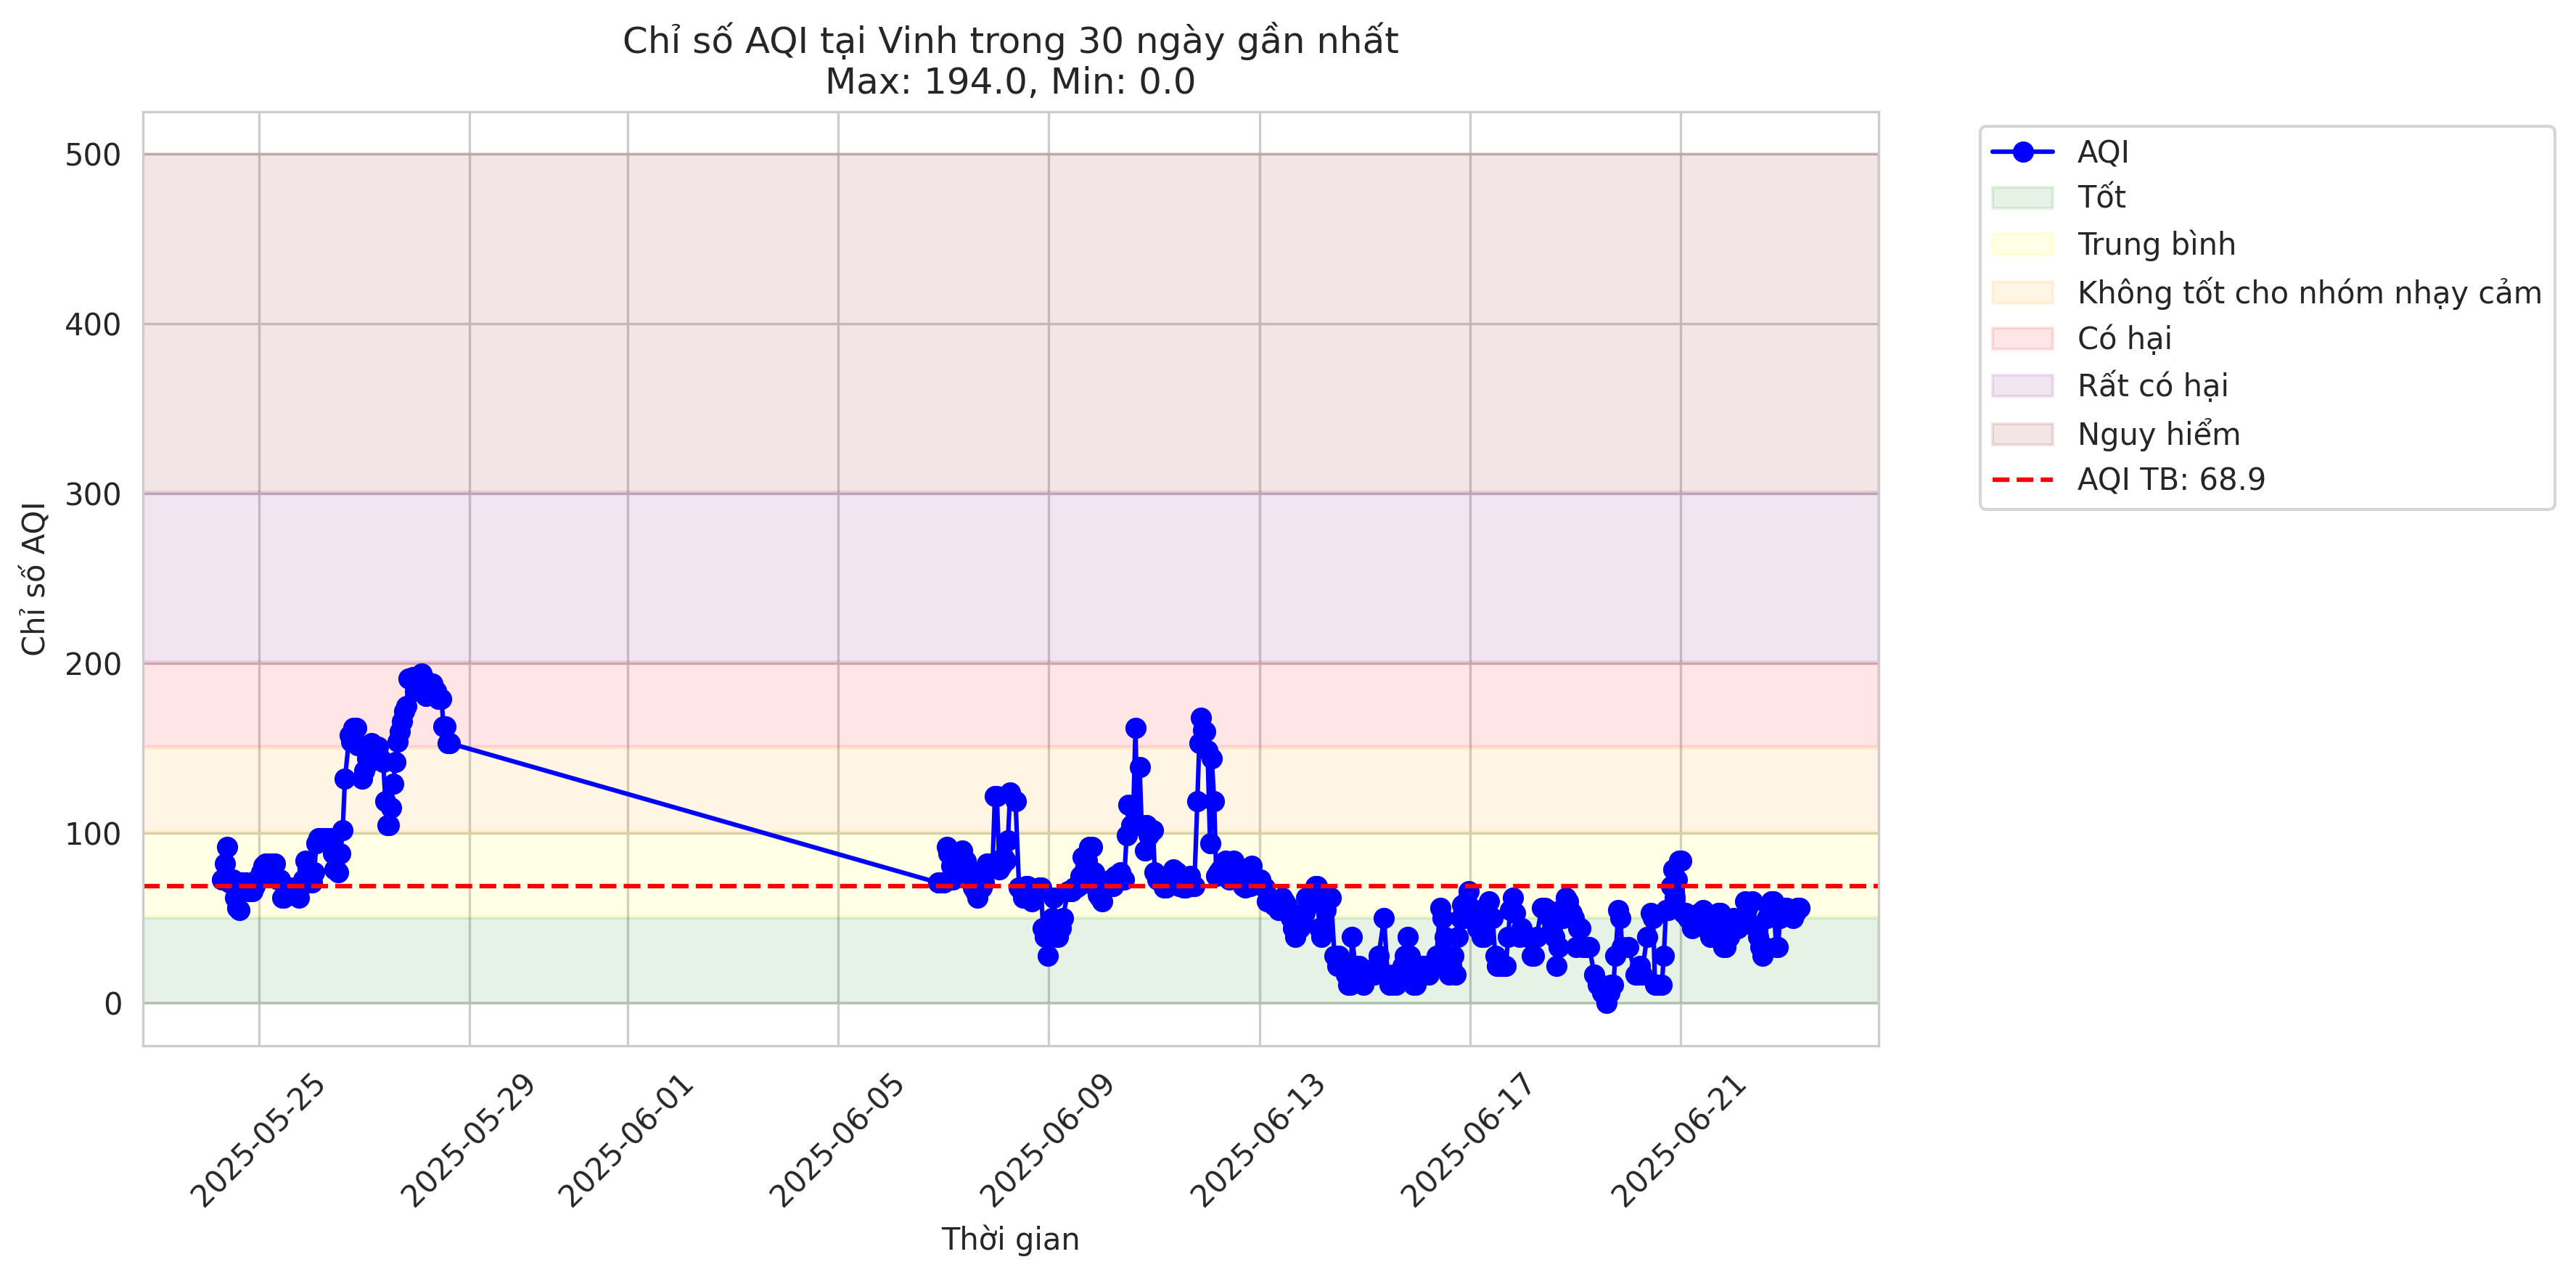 Chỉ số AQI tại Vinh trong 30 ngày gần nhất
Max: 194.0, Min: 0.0
Chỉ số AQI
500
400
300
200
100
0
2025-05-25
2025-05-29
2025-06-01
2025-06-05
2025-06-09
2025-06-13
2025-06-17
2025-06-21
Thời gian
AQI
Tốt
Trung bình
Không tốt cho nhóm nhạy cảm
Có hại
Rất có hại
Nguy hiểm
AQI TB: 68.9